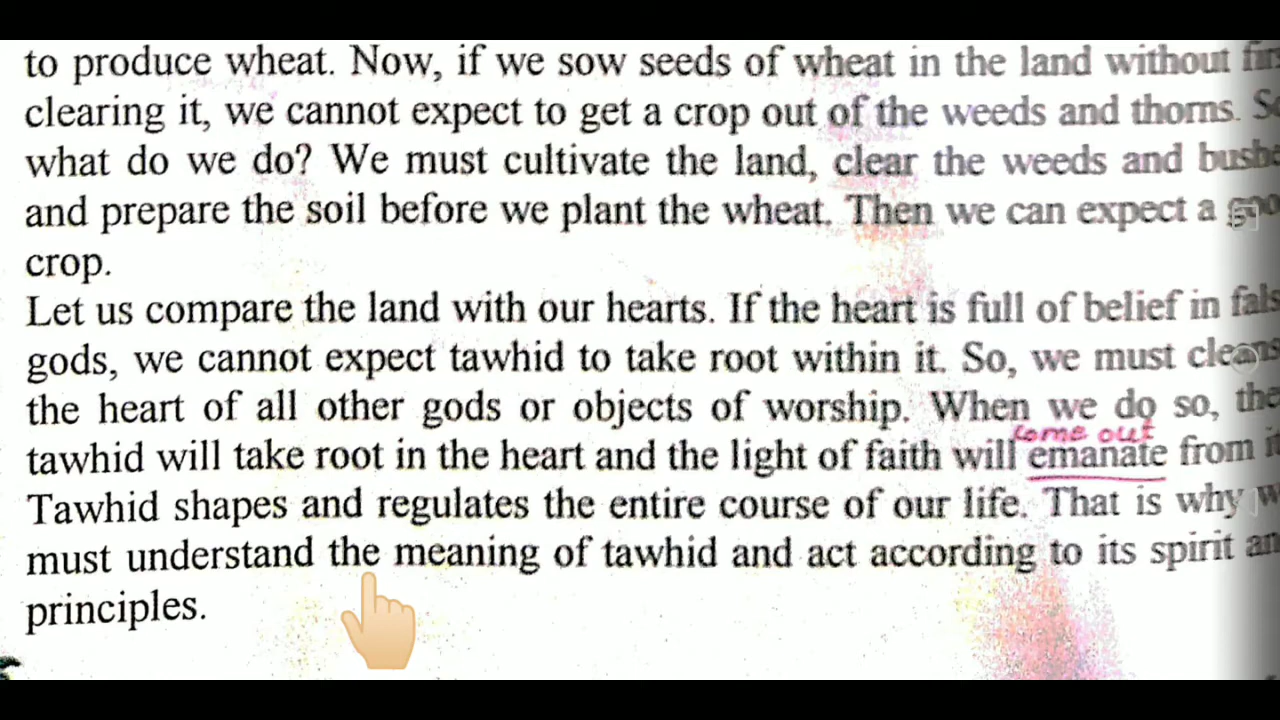 to produce wheat. Now, if we sow seeds of wheat in the land without
clearing it, we cannot expect to get a crop out of the weeds and thorns.
what do we do? We must cultivate the land, clear the weeds and
and prepare the soil before we plant the wheat. Then we can expect a
crop.
Let us compare the land with our hearts. If the heart is full of belief in
gods, we cannot expect tawhid to take root within it. So, we must
the heart of all other gods or objects of worship. When we do so,
come out
tawhid will take root in the heart and the light of faith will emanate from
Tawhid shapes and regulates the entire course of our life. That is why
must understand the meaning of tawhid and act according to its spirit
principles.